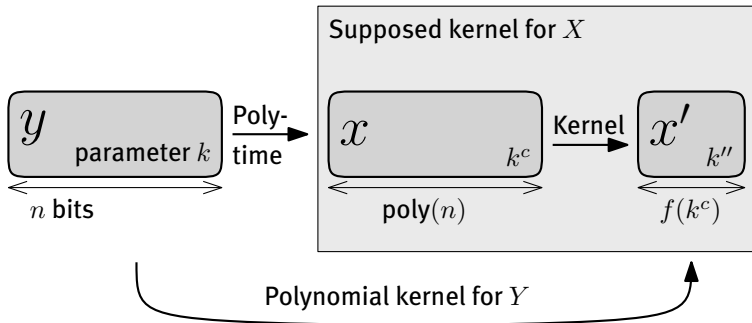 Supposed kernel for X
y
parameter k
Poly-
time
x
k^c
Kernel
x′
k″
n bits
poly(n)
f(k^c)
Polynomial kernel for Y